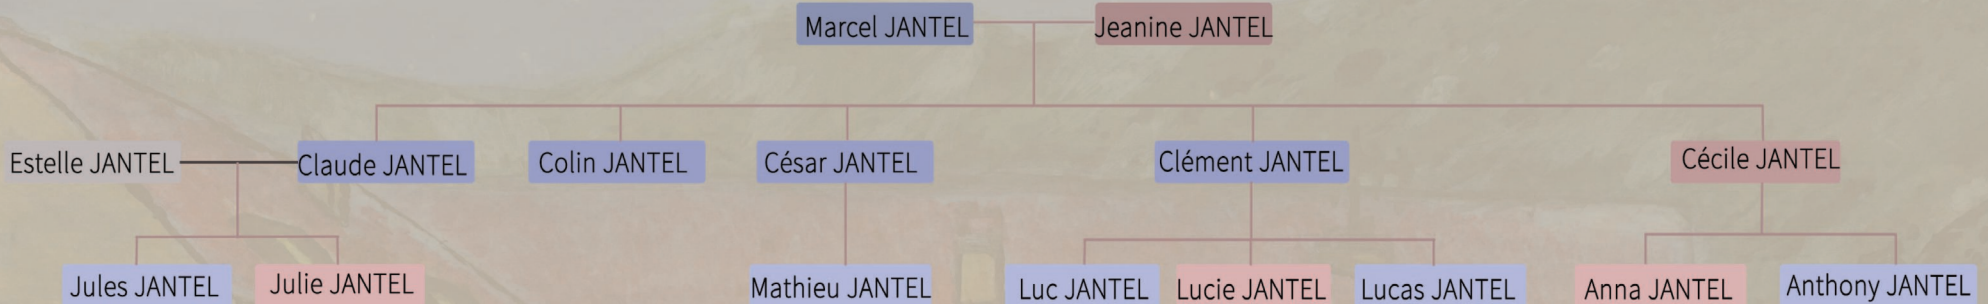 Marcel JANTEL
Jeanine JANTEL
Estelle JANTEL
Claude JANTEL
Colin JANTEL
César JANTEL
Clément JANTEL
Cécile JANTEL
Jules JANTEL
Julie JANTEL
Mathieu JANTEL
Luc JANTEL
Lucie JANTEL
Lucas JANTEL
Anna JANTEL
Anthony JANTEL